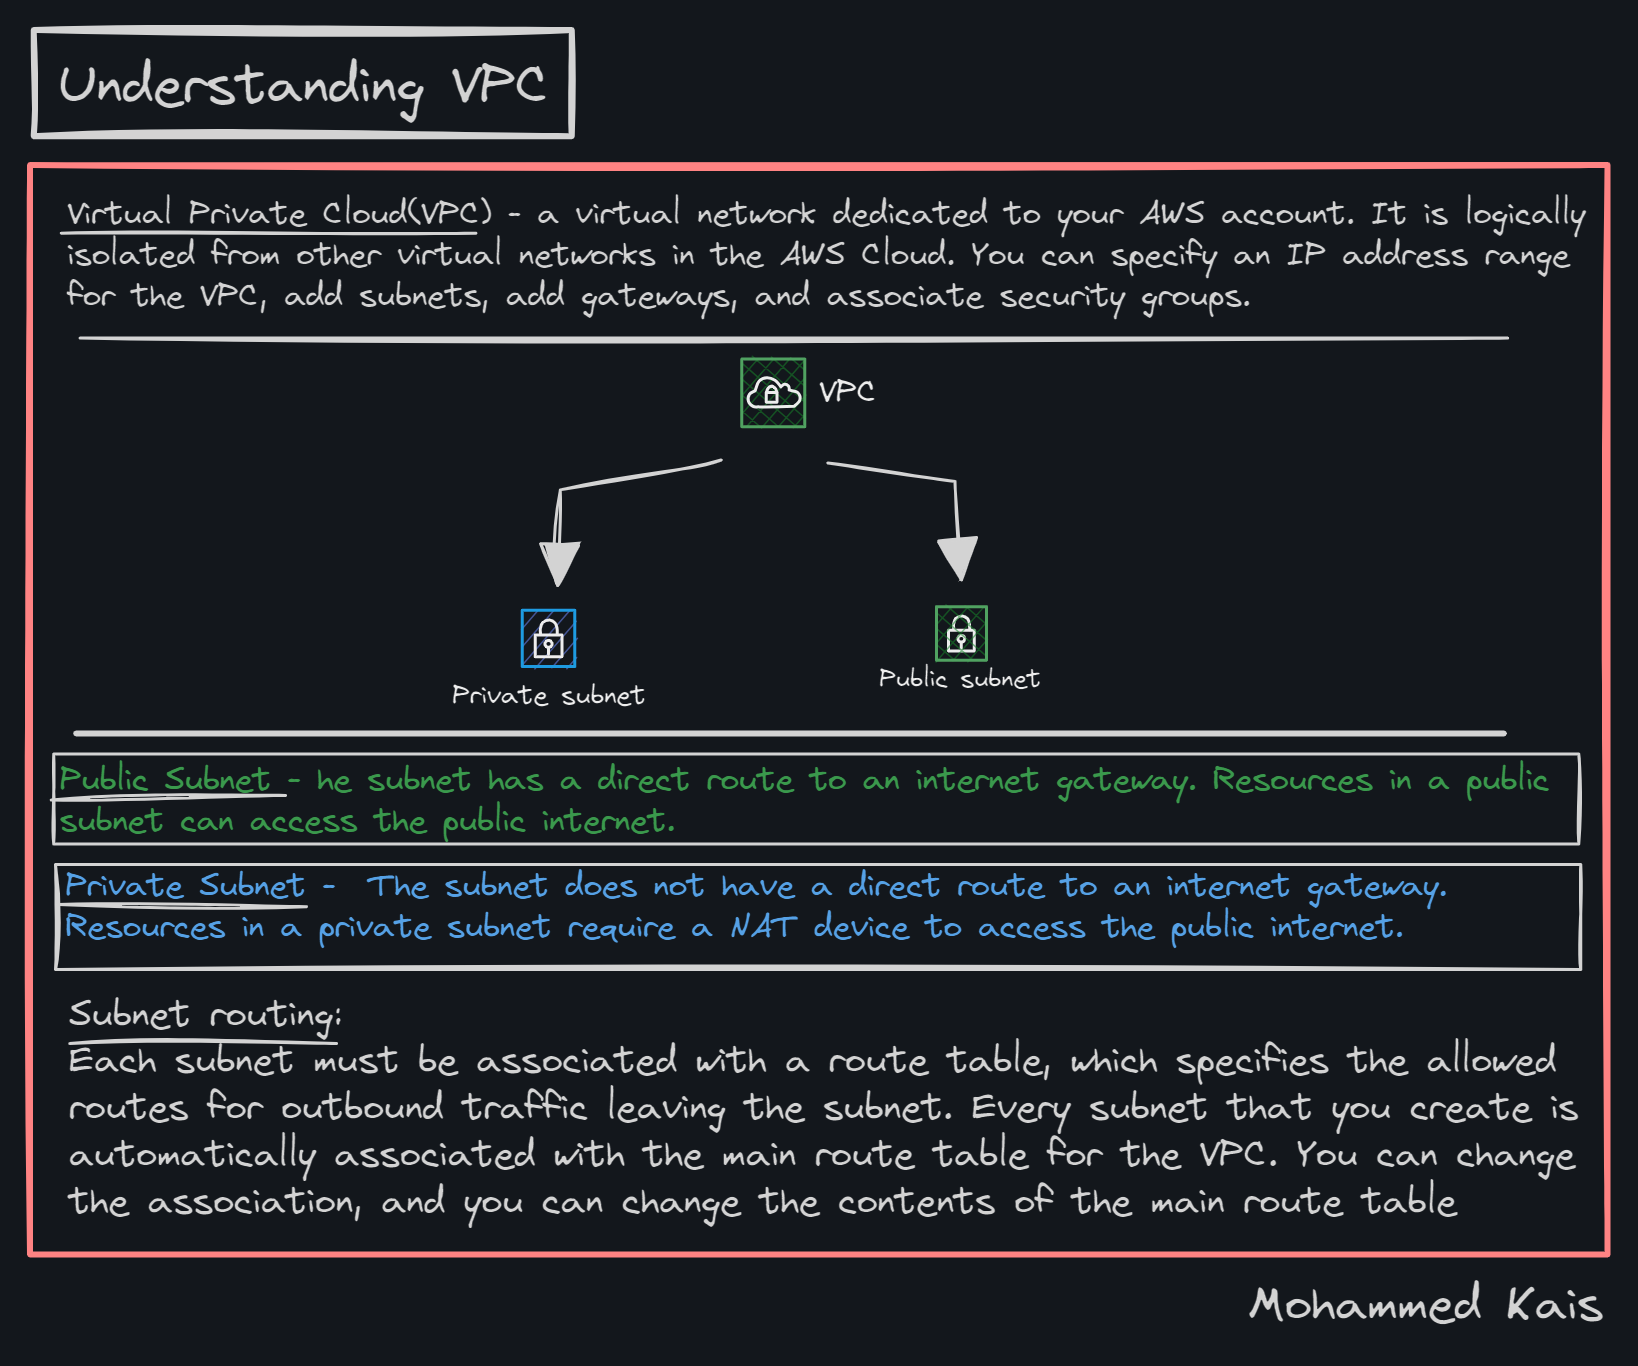 Understanding VPC
Virtual Private Cloud(VPC) - a virtual network dedicated to your AWS account. It is logically
isolated from other virtual networks in the AWS Cloud. You can specify an IP address range
for the VPC, add subnets, add gateways, and associate security groups.
VPC
Private subnet
Public subnet
Public Subnet - he subnet has a direct route to an internet gateway. Resources in a public
subnet can access the public internet.
Private Subnet - The subnet does not have a direct route to an internet gateway.
Resources in a private subnet require a NAT device to access the public internet.
Subnet routing:
Each subnet must be associated with a route table, which specifies the allowed
routes for outbound traffic leaving the subnet. Every subnet that you create is
automatically associated with the main route table for the VPC. You can change
the association, and you can change the contents of the main route table
Mohammed Kais